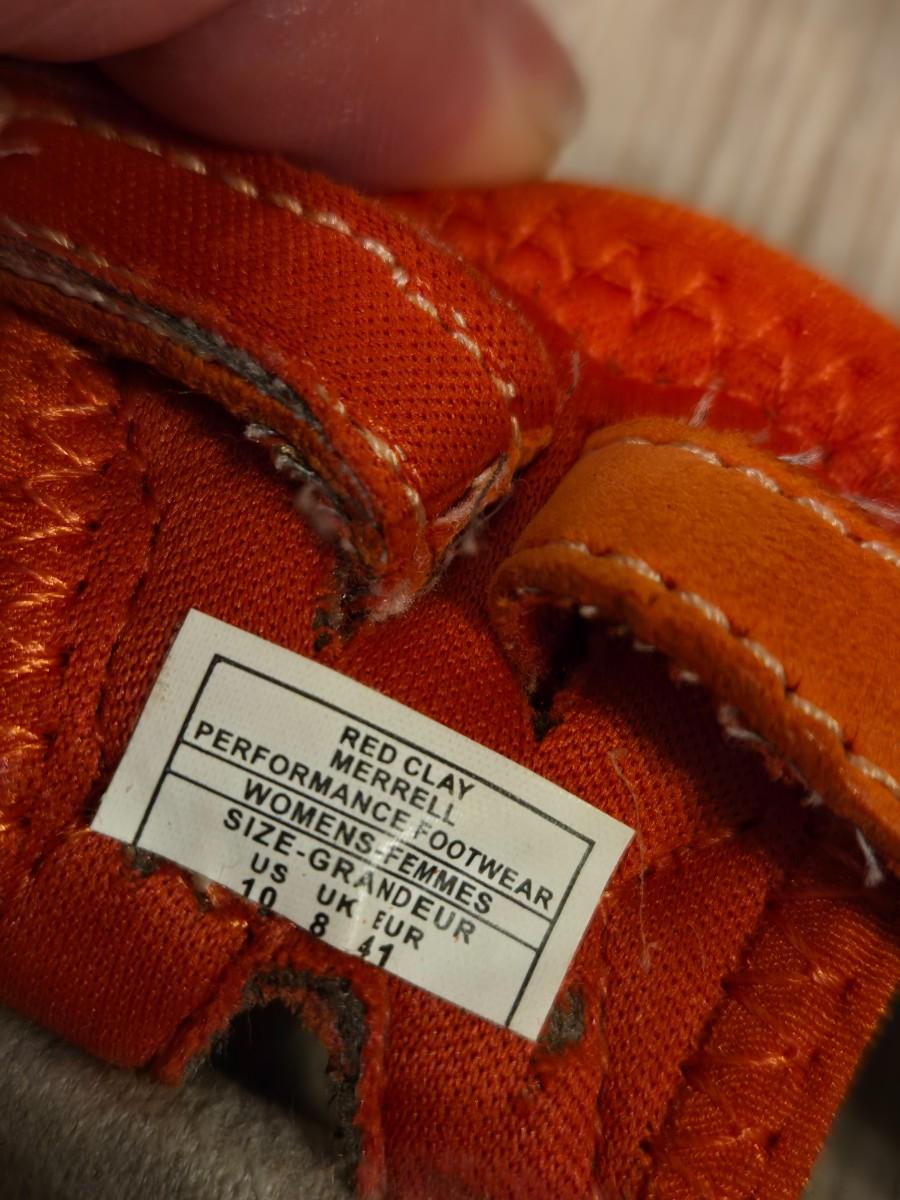 RED CLAY
MERRELL
PERFORMANCE FOOTWEAR
WOMENS-FEMMES
SIZE-GRANDEUR
US UK EUR
10 8 41